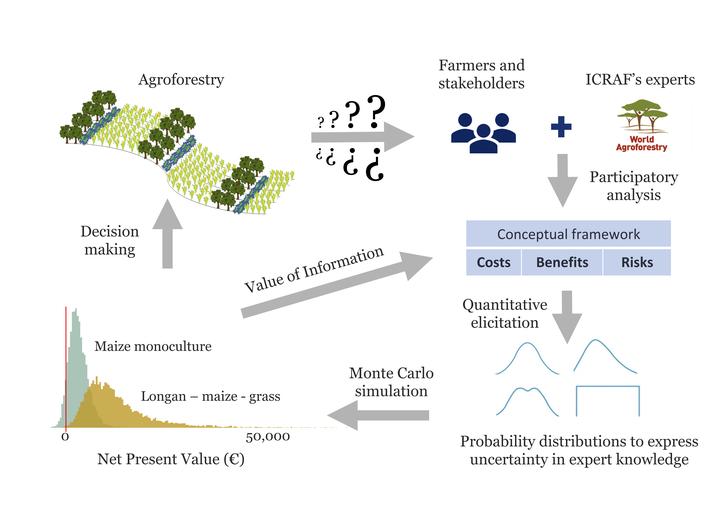 Agroforestry
????
¿¿¿¿
Farmers and
stakeholders
ICRAF's experts
World
Agroforestry
Participatory
analysis
Conceptual framework
Costs
Benefits
Risks
Quantitative
elicitation
Probability distributions to express
uncertainty in expert knowledge
Monte Carlo
simulation
Value of Information
Decision
making
Maize monoculture
Longan – maize - grass
0
50,000
Net Present Value (€)